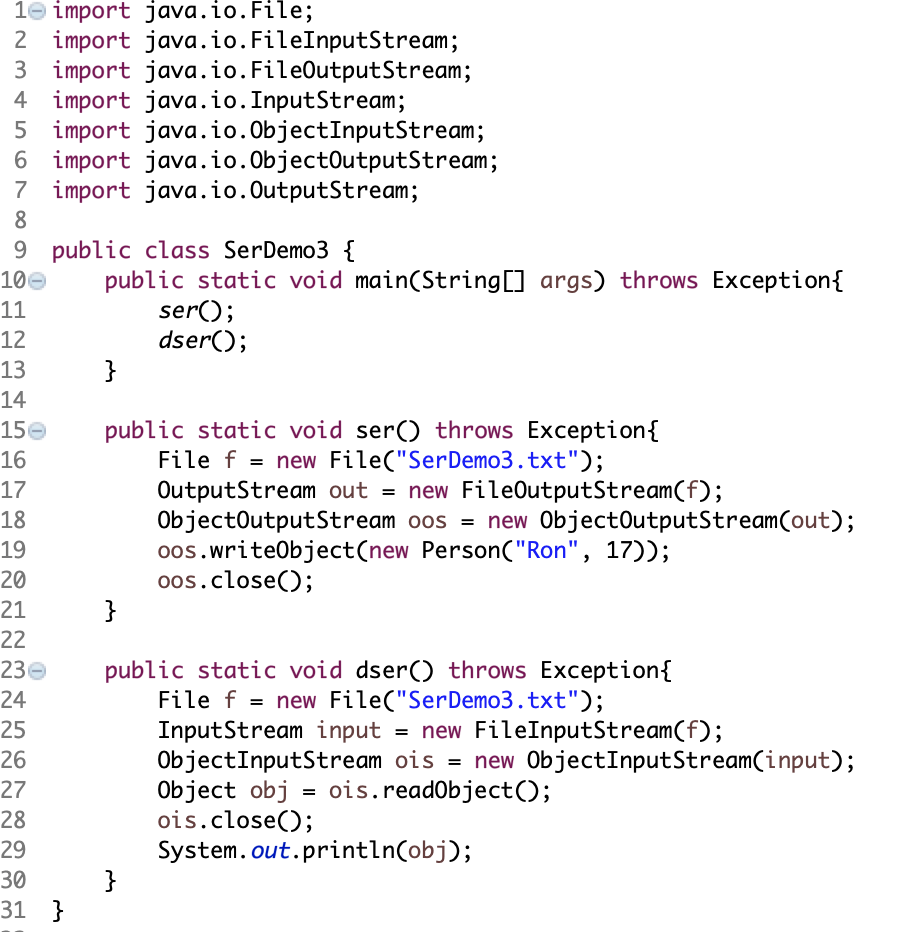 1 import java.io.File;
2 import java.io.FileInputStream;
3 import java.io.FileOutputStream;
4 import java.io.InputStream;
5 import java.io.ObjectInputStream;
6 import java.io.ObjectOutputStream;
7 import java.io.OutputStream;
8
9 public class SerDemo3 {
10     public static void main(String[] args) throws Exception{
11         ser();
12         dser();
13     }
14
15     public static void ser() throws Exception{
16         File f = new File("SerDemo3.txt");
17         OutputStream out = new FileOutputStream(f);
18         ObjectOutputStream oos = new ObjectOutputStream(out);
19         oos.writeObject(new Person("Ron", 17));
20         oos.close();
21     }
22
23     public static void dser() throws Exception{
24         File f = new File("SerDemo3.txt");
25         InputStream input = new FileInputStream(f);
26         ObjectInputStream ois = new ObjectInputStream(input);
27         Object obj = ois.readObject();
28         ois.close();
29         System.out.println(obj);
30     }
31 }